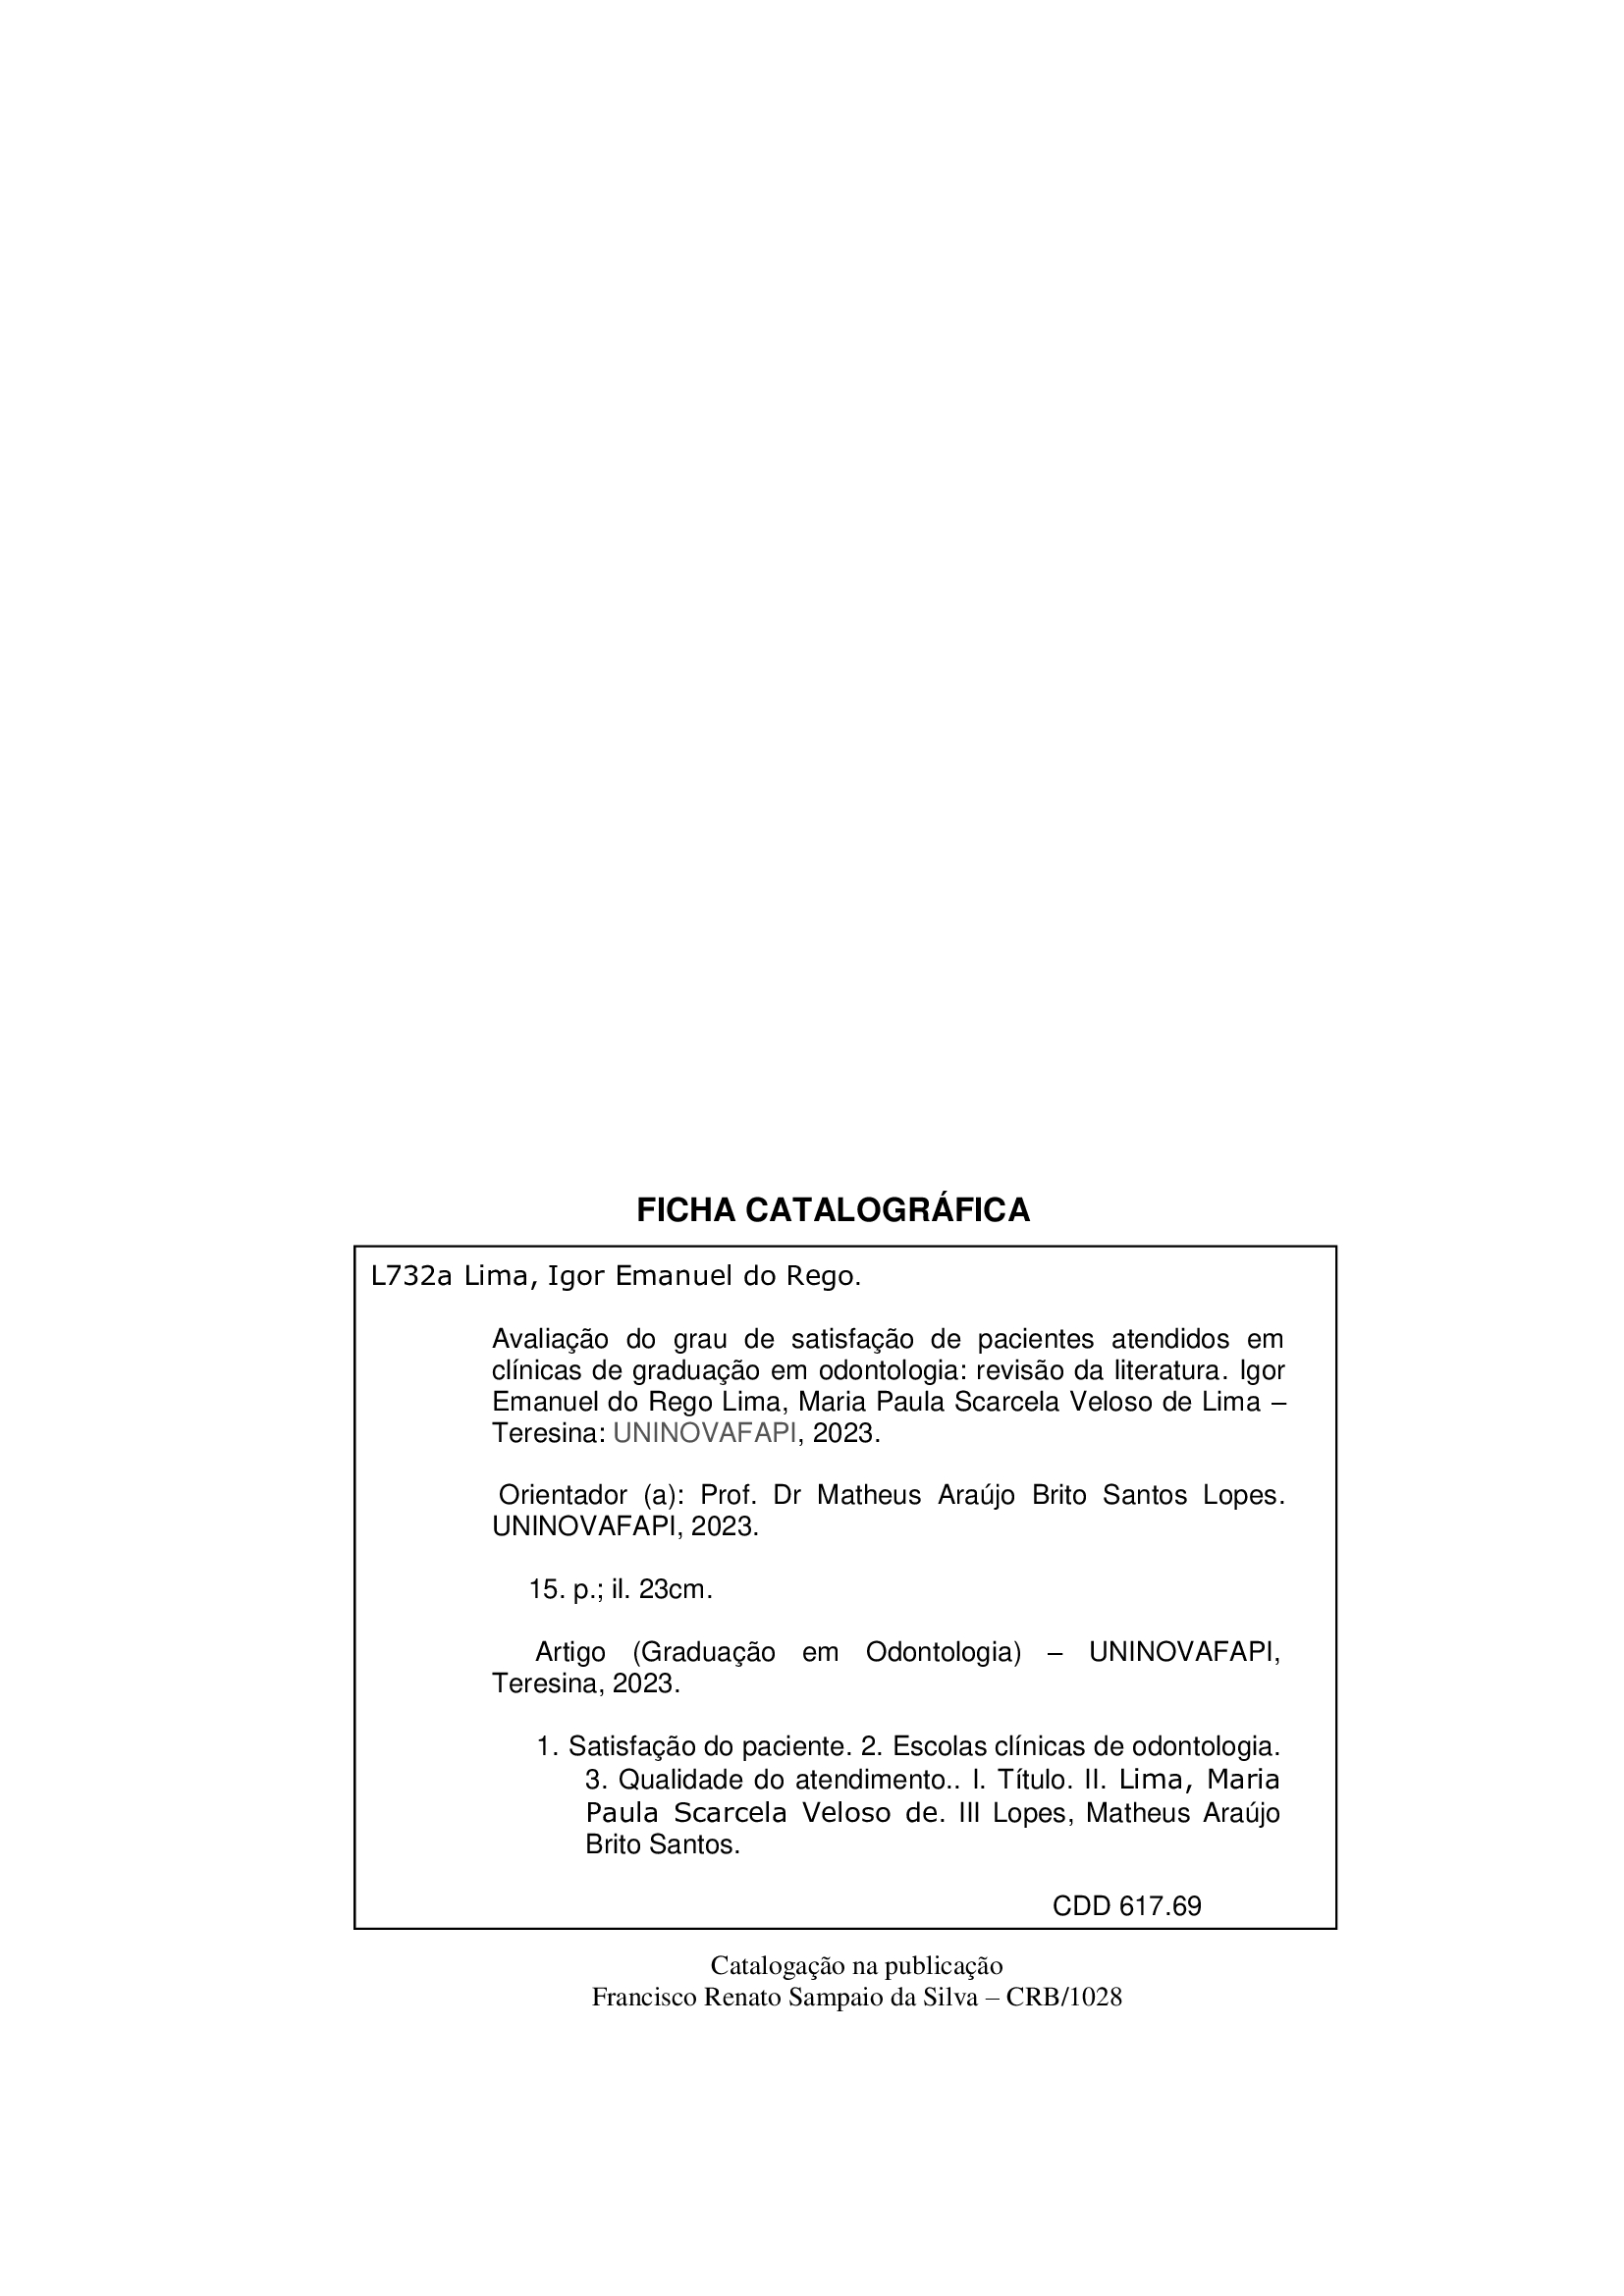 FICHA CATALOGRÁFICA
L732a Lima, Igor Emanuel do Rego.
Avaliação do grau de satisfação de pacientes atendidos em
clínicas de graduação em odontologia: revisão da literatura. Igor
Emanuel do Rego Lima, Maria Paula Scarcela Veloso de Lima –
Teresina: UNINOVAFAPI, 2023.
Orientador (a): Prof. Dr Matheus Araújo Brito Santos Lopes.
UNINOVAFAPI, 2023.
15. p.; il. 23cm.
Artigo (Graduação em Odontologia) – UNINOVAFAPI,
Teresina, 2023.
1. Satisfação do paciente. 2. Escolas clínicas de odontologia.
3. Qualidade do atendimento.. I. Título. II. Lima, Maria
Paula Scarcela Veloso de. III Lopes, Matheus Araújo
Brito Santos.
CDD 617.69
Catalogação na publicação
Francisco Renato Sampaio da Silva – CRB/1028